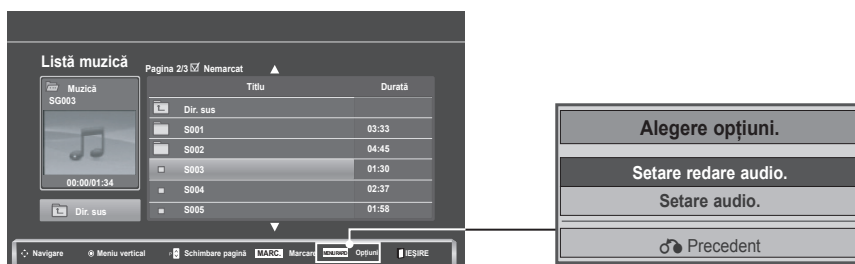 Listă muzică
Pagina 2/3 Nemarcat
Muzică
SG003
00:00/01:34
Dir. sus
Titlu Durată
Dir. sus
S001 03:33
S002 04:45
S003 01:30
S004 02:37
S005 01:58
Navigare Meniu vertical P Schimbare pagină MARC. Marcare MENIU RAPID Opțiuni IEȘIRE
Alegere opțiuni.
Setare redare audio.
Setare audio.
Precedent